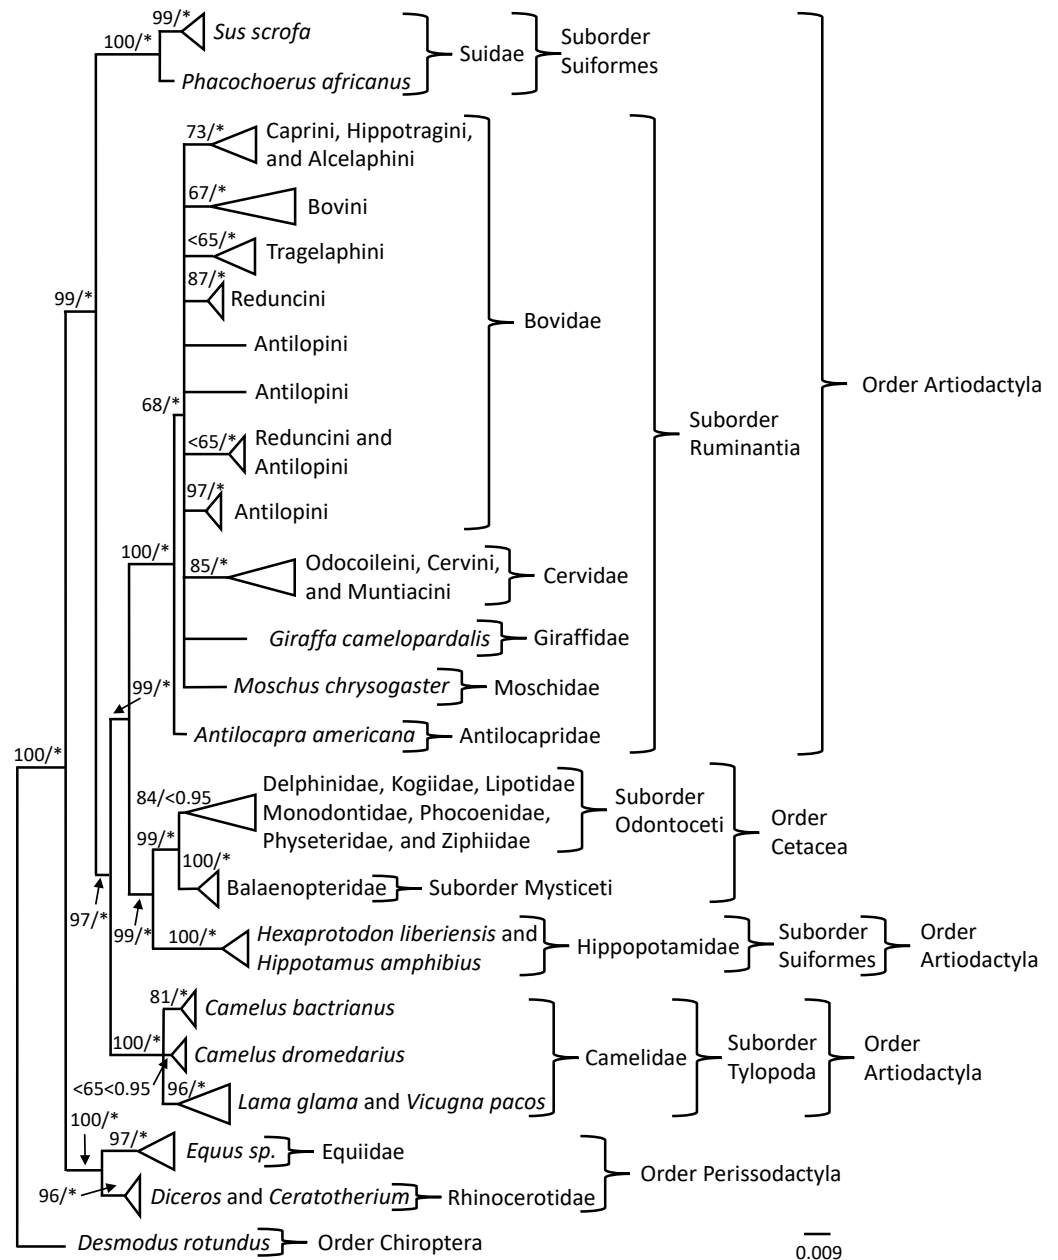 99/*
Sus scrofa
100/*
Phacochoerus africanus
Suidae
Suborder
Suiformes
73/*
Caprini, Hippotragini,
and Alcelaphini
67/*
Bovini
<65/*
Tragelaphini
87/*
Reduncini
Antilopini
Antilopini
68/*
<65/*
Reduncini and
Antilopini
97/*
Antilopini
Bovidae
99/*
100/*
85/*
Odocoileini, Cervini,
and Muntiacini
Cervidae
Giraffa camelopardalis
Giraffidae
Moschus chrysogaster
Moschidae
Antilocapra americana
Antilocapridae
Suborder
Ruminantia
Order Artiodactyla
99/*
100/*
84/<0.95
Delphinidae, Kogiidae, Lipotidae
Monodontidae, Phocoenidae,
Physeteridae, and Ziphiidae
Suborder
Odontoceti
Order
Cetacea
99/*
100/*
Balaenopteridae
Suborder Mysticeti
97/*
99/*
100/*
Hexaprotodon liberiensis and
Hippotamus amphibius
Hippopotamidae
Suborder
Suiformes
Order
Artiodactyla
81/*
Camelus bactrianus
100/*
Camelus dromedarius
<65<0.95
96/*
Lama glama and Vicugna pacos
Camelidae
Suborder
Tylopoda
Order
Artiodactyla
100/*
97/*
Equus sp.
Equiidae
96/*
Diceros and Ceratotherium
Rhinocerotidae
Order Perissodactyla
Desmodus rotundus
Order Chiroptera
0.009